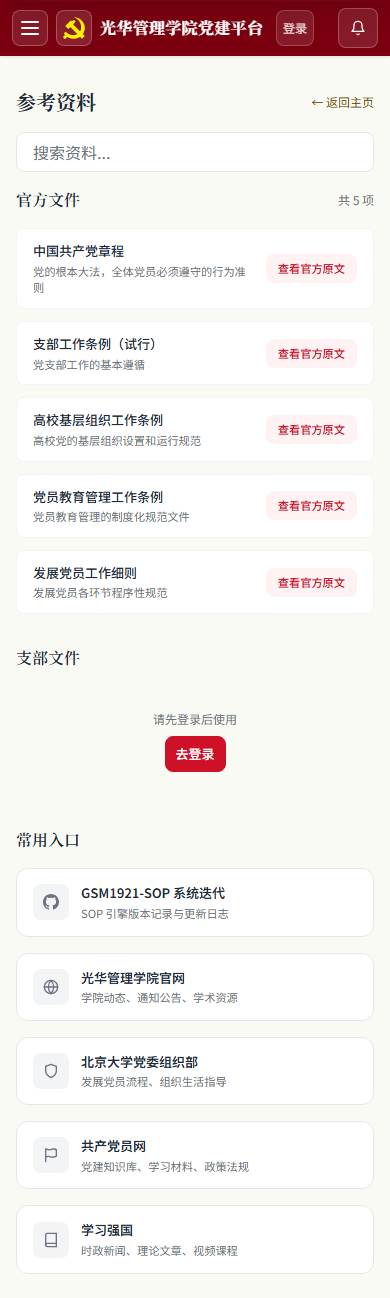 光华管理学院党建平台
登录
参考资料
← 返回主页
搜索资料...
官方文件
共 5 项
中国共产党章程
党的根本大法，全体党员必须遵守的行为准
则
查看官方原文
支部工作条例（试行）
党支部工作的基本遵循
查看官方原文
高校基层组织工作条例
高校党的基层组织设置和运行规范
查看官方原文
党员教育管理工作条例
党员教育管理的制度化规范文件
查看官方原文
发展党员工作细则
发展党员各环节程序性规范
查看官方原文
支部文件
请先登录后使用
去登录
常用入口
GSM1921-SOP 系统迭代
SOP 引擎版本记录与更新日志
光华管理学院官网
学院动态、通知公告、学术资源
北京大学党委组织部
发展党员流程、组织生活指导
共产党员网
党建知识库、学习材料、政策法规
学习强国
时政新闻、理论文章、视频课程